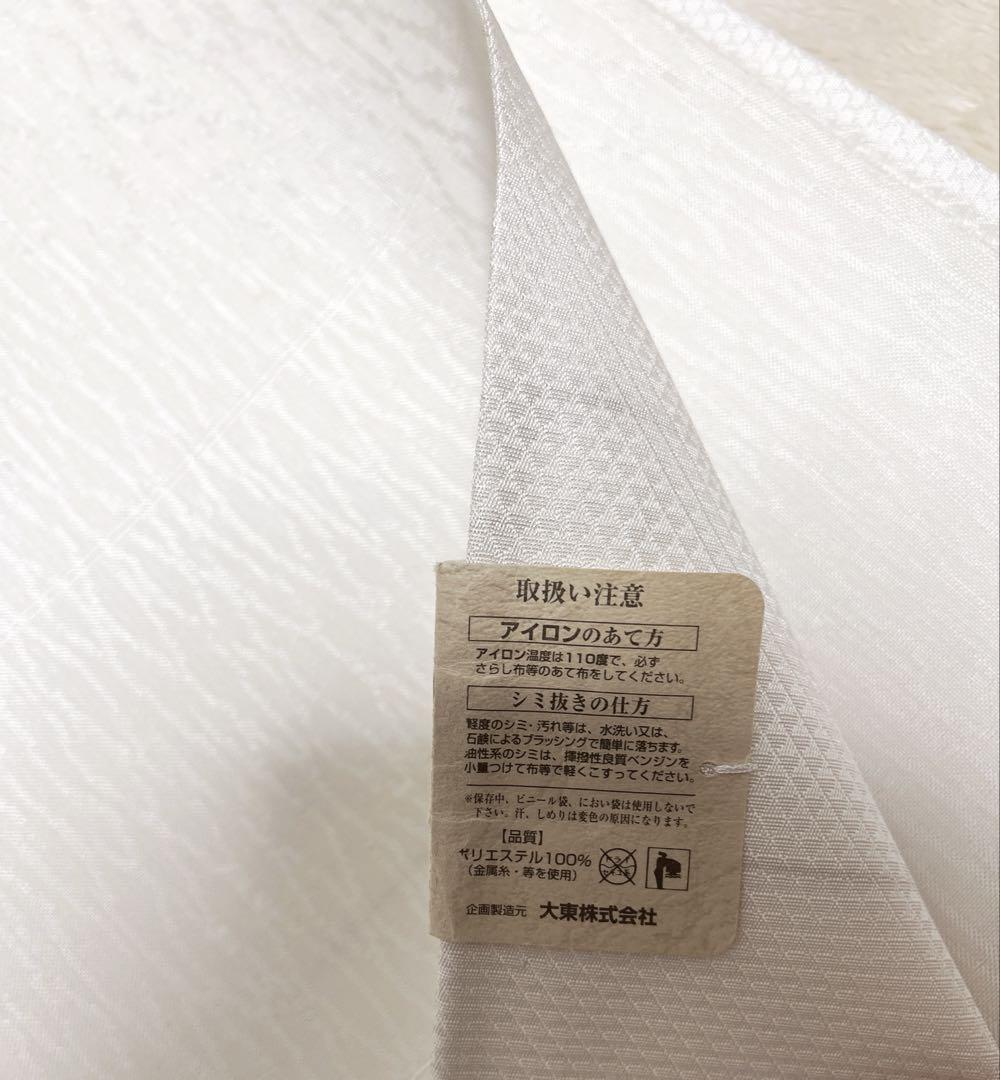 取扱い注意
アイロンのあて方
アイロン温度は110度で、必ず
さらし布等のあて布をしてください。
シミ抜きの仕方
軽度のシミ・汚れ等は、水洗い又は、
石鹸によるブラッシングで簡単に落ちます。
油性系のシミは、揮撥性良質ベンジンを
小量つけて布等で軽くこすってください。
※保存中、ビニール袋、におい袋は使用しないで
下さい。汗、しめりは変色の原因になります。
【品質】
ポリエステル100%
（金属糸・等を使用）
企画製造元 大東株式会社